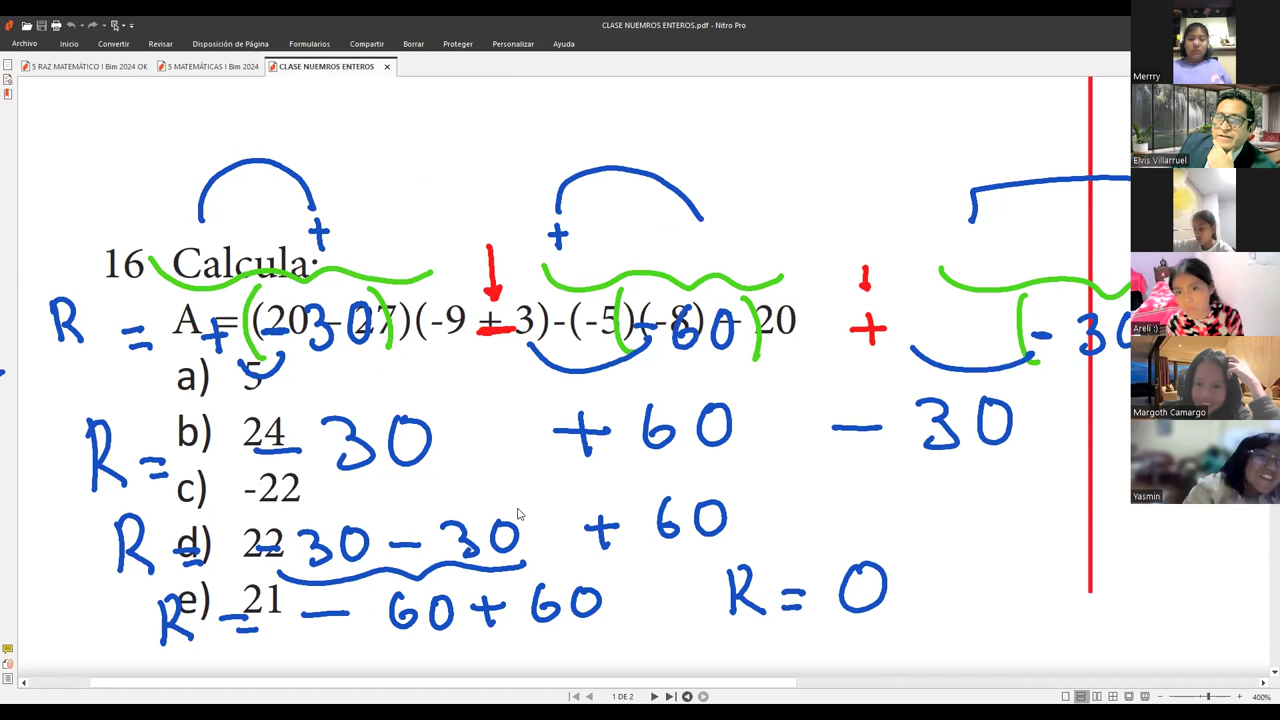 CLASE NUEMROS ENTEROS.pdf - Nitro Pro
Archivo Inicio Convertir Revisar Disposición de Página Formularios Compartir Borrar Proteger Personalizar Ayuda
5 RAZ MATEMÁTICO I Bim 2024 OK 5 MATEMÁTICAS I Bim 2024 CLASE NUEMROS ENTEROS
Merrry
Elvis Villarruel
Areli :)
Margoth Camargo
Yasmin
+ +
16 Calcula:
A = (20 - 27)(-9 + 3)-(-5)(-8) + 20
R = + (-30) + (-60) + (-30
a) 5
b) 24
R = - 30 + 60 - 30
c) -22
d) 22
R = - 30 - 30 + 60
e) 21
R = - 60 + 60 R = 0
1 DE 2
400%